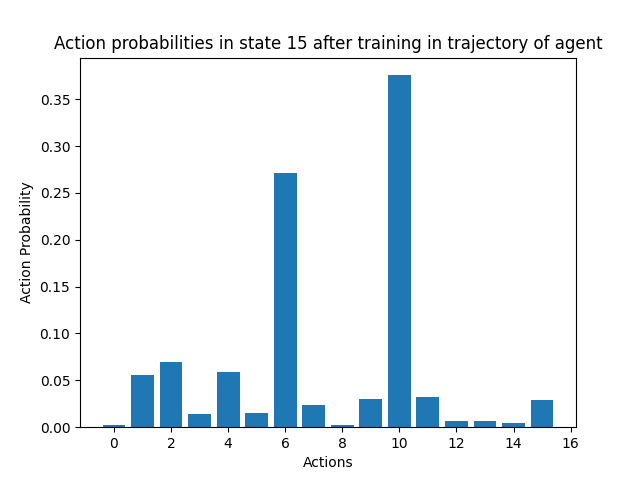 Action probabilities in state 15 after training in trajectory of agent
0.35
0.30
0.25
0.20
0.15
0.10
0.05
0.00
Action Probability
0 2 4 6 8 10 12 14 16
Actions